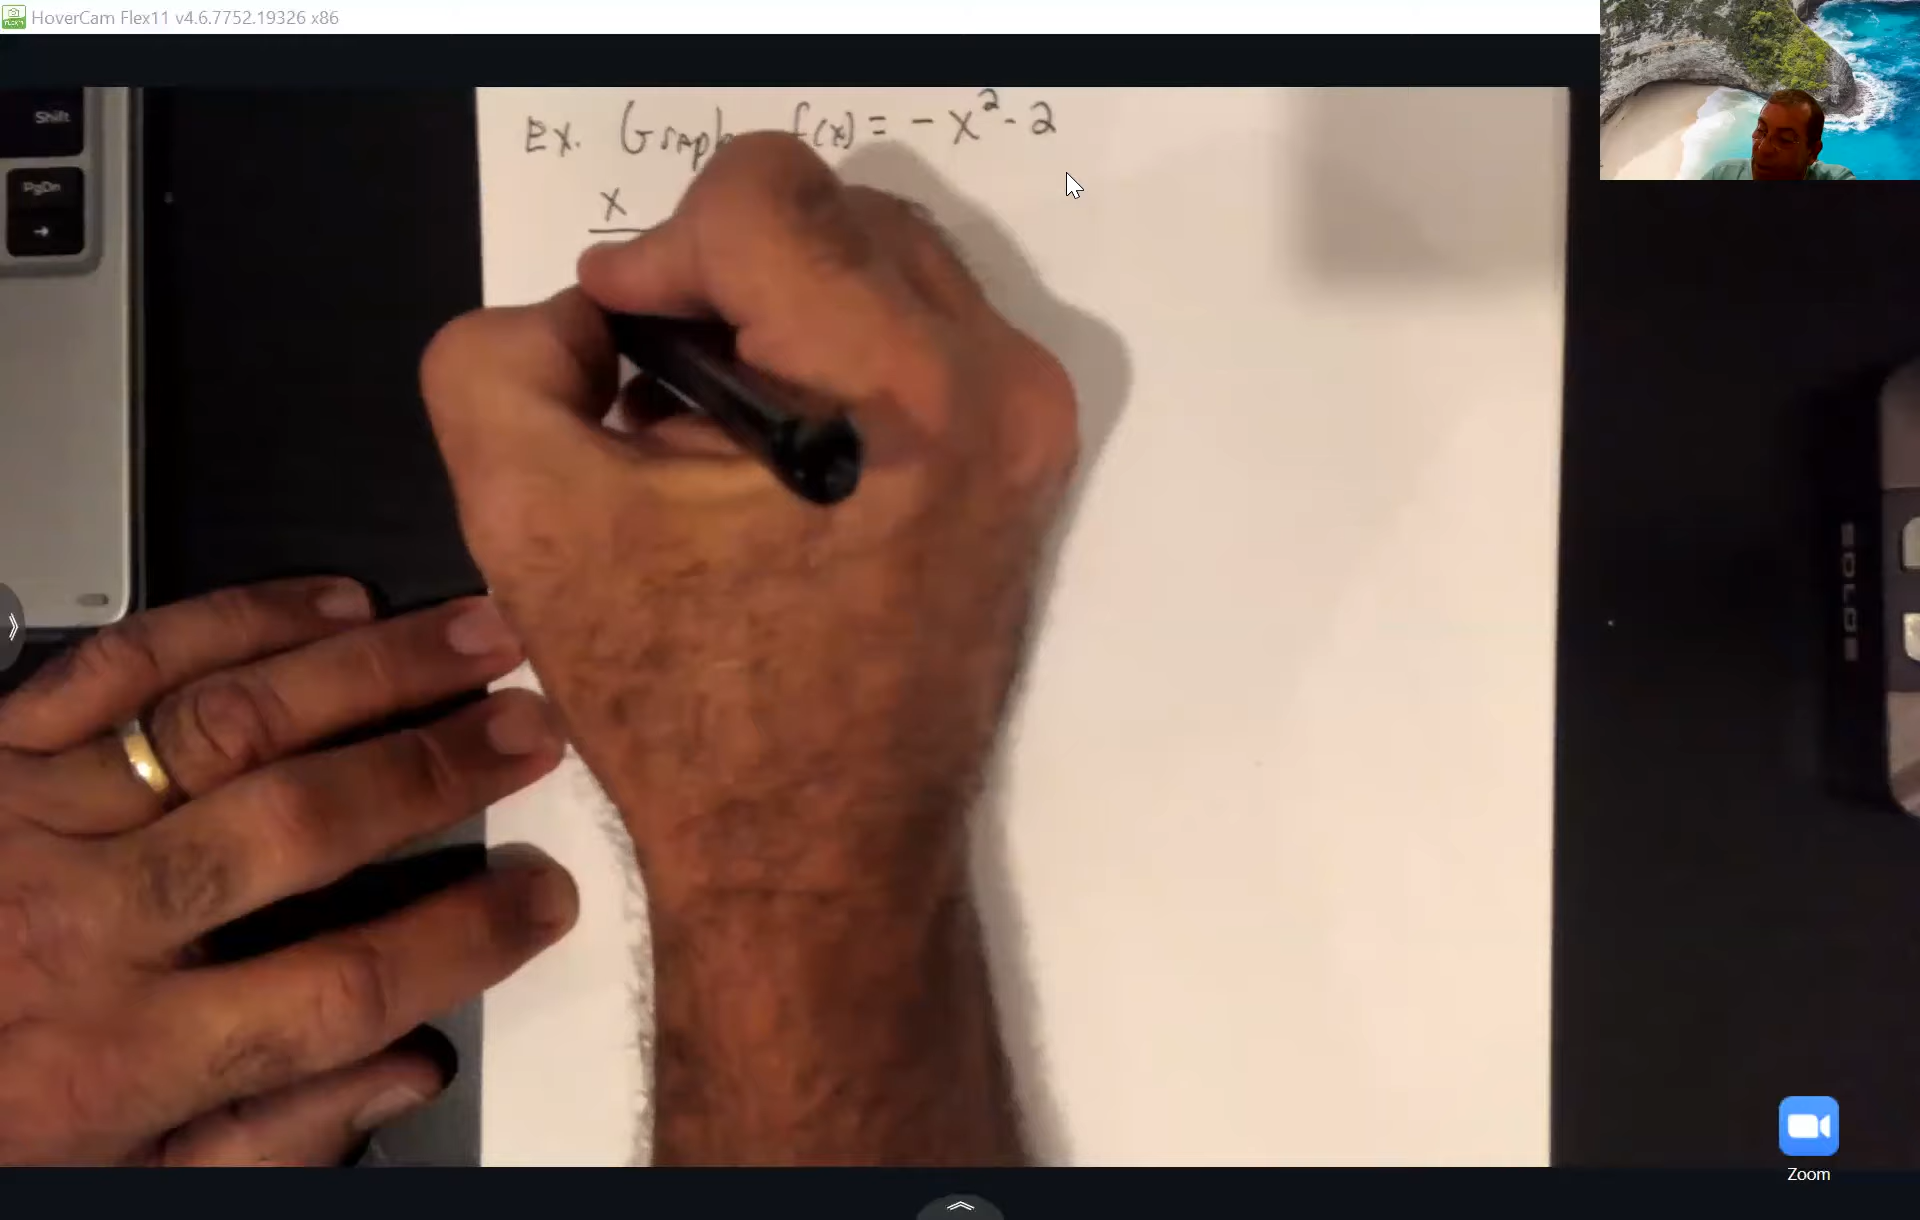 HoverCam Flex11 v4.6.7752.19326 x86
Shift
PgDn
Ex. Graph f(x) = -x²-2
x
Zoom